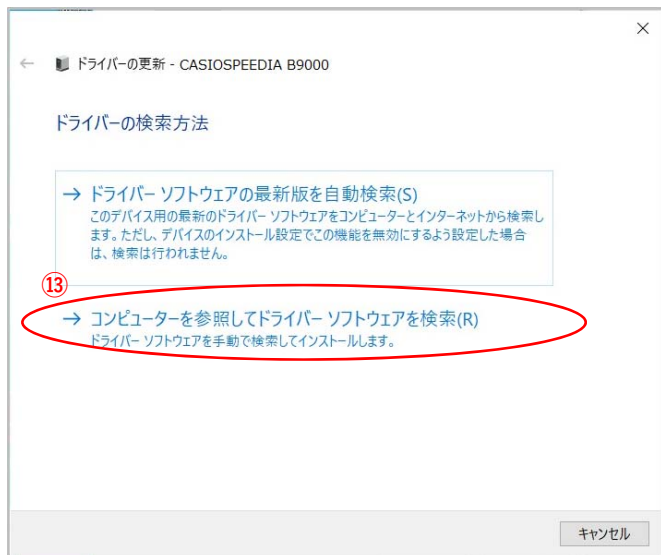 ドライバーの更新 - CASIOSPEEDIA B9000
ドライバーの検索方法
→ ドライバー ソフトウェアの最新版を自動検索(S)
このデバイス用の最新のドライバー ソフトウェアをコンピューターとインターネットから検索し
ます。ただし、デバイスのインストール設定でこの機能を無効にするよう設定した場合
は、検索は行われません。
⑬
→ コンピューターを参照してドライバー ソフトウェアを検索(R)
ドライバー ソフトウェアを手動で検索してインストールします。
キャンセル